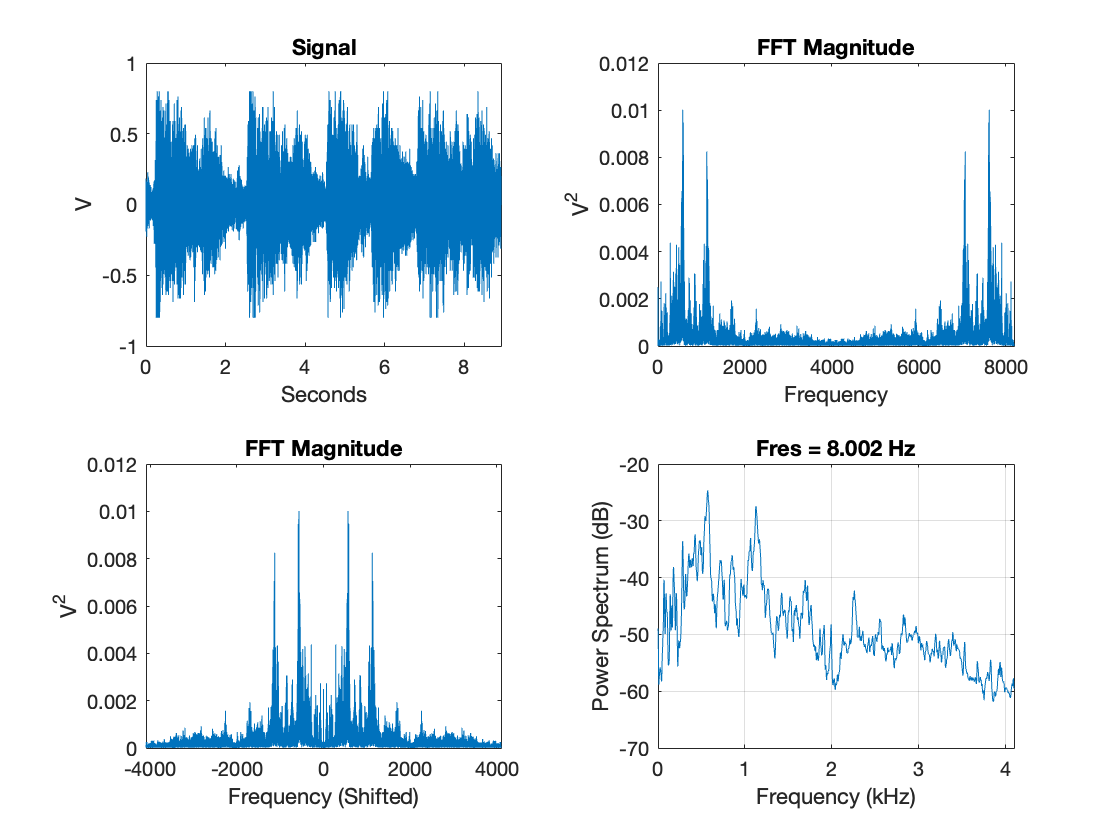 Signal
1
0.5
0
-0.5
-1
V
0 2 4 6 8
Seconds
FFT Magnitude
0.012
0.01
0.008
0.006
0.004
0.002
0
V²
0 2000 4000 6000 8000
Frequency
FFT Magnitude
0.012
0.01
0.008
0.006
0.004
0.002
0
V²
-4000 -2000 0 2000 4000
Frequency (Shifted)
Fres = 8.002 Hz
-20
-30
-40
-50
-60
-70
Power Spectrum (dB)
0 1 2 3 4
Frequency (kHz)